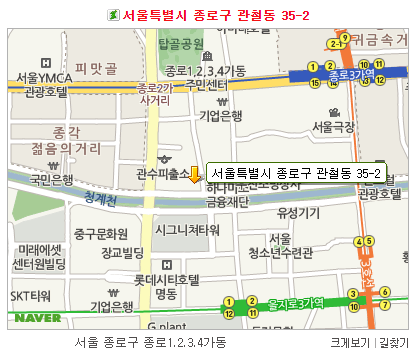 서울특별시 종로구 관철동 35-2
탑골공원
귀금속거
2-1
9
피맛골
서울YMCA
관광호텔
종로1,2,3,4가동
주민센터
종로3가역
종로2가
사거리
기업은행
서울극장
종각
젊음의거리
국민은행
관수파출소
서울특별시 종로구 관철동 35-2
청계천
금융재단
관광호텔
유성기기
중구문화원
장교빌딩
시그니쳐타워
서울
청소년수련관
미래에셋
센터원빌딩
롯데시티호텔
명동
SKT타워
기업은행
을지로3가역
NAVER
G.plant
서울 종로구 종로1.2.3.4가동
크게보기 | 길찾기